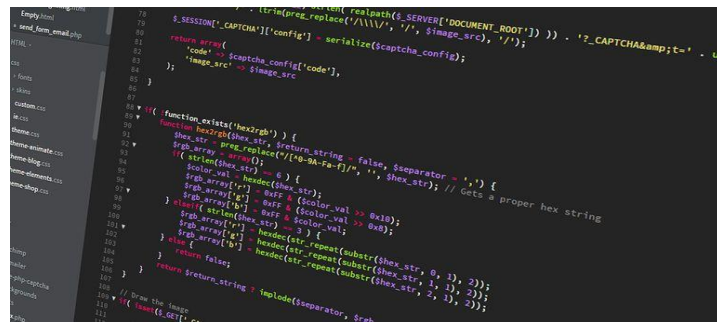 Empty.html
send_form_email.php
HTML
css
fonts
skins
custom.css
ie.css
theme.css
theme-animate.css
theme-blog.css
theme-elements.css
theme-shop.css
chimp
mailer
php-captcha
kgrounds
x.php
78
79 $_SESSION['_CAPTCHA']['config'] = serialize($captcha_config);
80
81 return array(
82 'code' => $captcha_config['code'],
83 'image_src' => $image_src
84 );
85 }
86
87
88 if( !function_exists('hex2rgb') ) {
89 function hex2rgb($hex_str, $return_string = false, $separator = ',') {
90 $hex_str = preg_replace("/[^0-9A-Fa-f]/", '', $hex_str); // Gets a proper hex string
91 $rgb_array = array();
92 if( strlen($hex_str) == 6 ) {
93 $color_val = hexdec($hex_str);
94 $rgb_array['r'] = 0xFF & ($color_val >> 0x10);
95 $rgb_array['g'] = 0xFF & ($color_val >> 0x8);
96 $rgb_array['b'] = 0xFF & $color_val;
97 } elseif( strlen($hex_str) == 3 ) {
98 $rgb_array['r'] = hexdec(str_repeat(substr($hex_str, 0, 1), 2));
99 $rgb_array['g'] = hexdec(str_repeat(substr($hex_str, 1, 1), 2));
100 $rgb_array['b'] = hexdec(str_repeat(substr($hex_str, 2, 1), 2));
101 } else {
102 return false;
103 }
104 return $return_string ? implode($separator, $rgb
105 }
106 }
108 // Draw the image
109 if( isset($_GET['
110
111